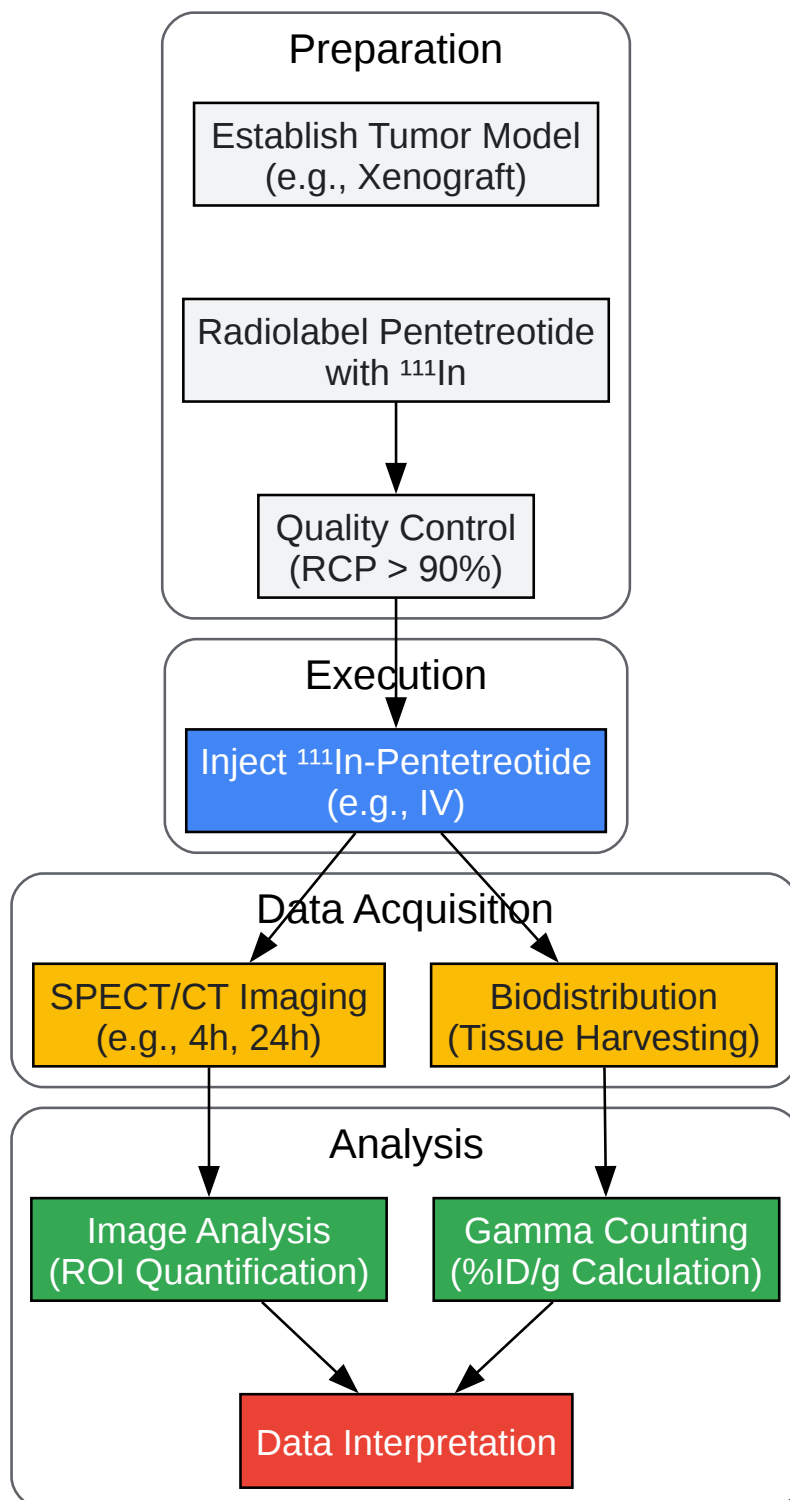 Preparation
Establish Tumor Model
(e.g., Xenograft)
Radiolabel Pentetreotide
with ¹¹¹In
Quality Control
(RCP > 90%)
Execution
Inject ¹¹¹In-Pentetreotide
(e.g., IV)
Data Acquisition
SPECT/CT Imaging
(e.g., 4h, 24h)
Biodistribution
(Tissue Harvesting)
Analysis
Image Analysis
(ROI Quantification)
Gamma Counting
(%ID/g Calculation)
Data Interpretation